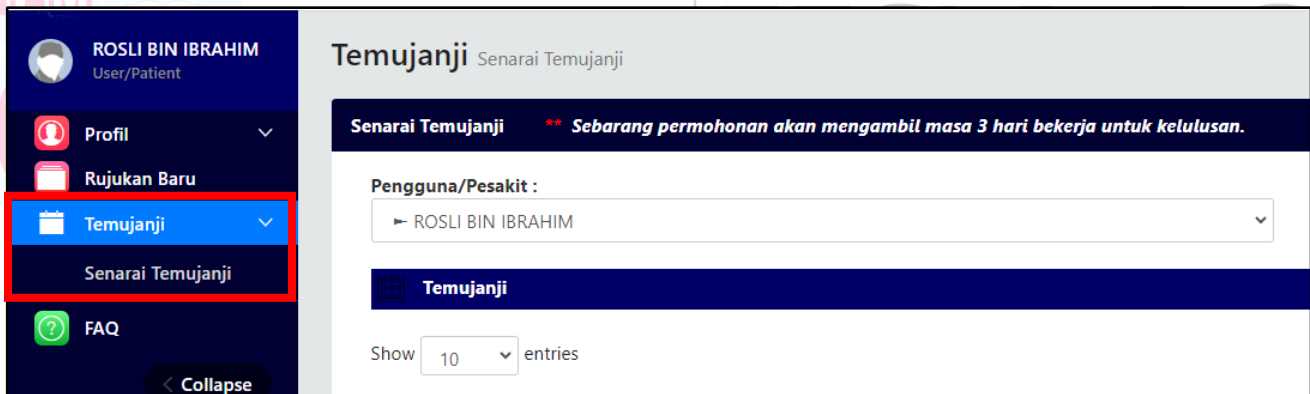 ROSLI BIN IBRAHIM
User/Patient
Profil
Rujukan Baru
Temujanji
Senarai Temujanji
FAQ
Collapse
Temujanji Senarai Temujanji
Senarai Temujanji ** Sebarang permohonan akan mengambil masa 3 hari bekerja untuk kelulusan.
Pengguna/Pesakit :
ROSLI BIN IBRAHIM
Temujanji
Show 10 entries